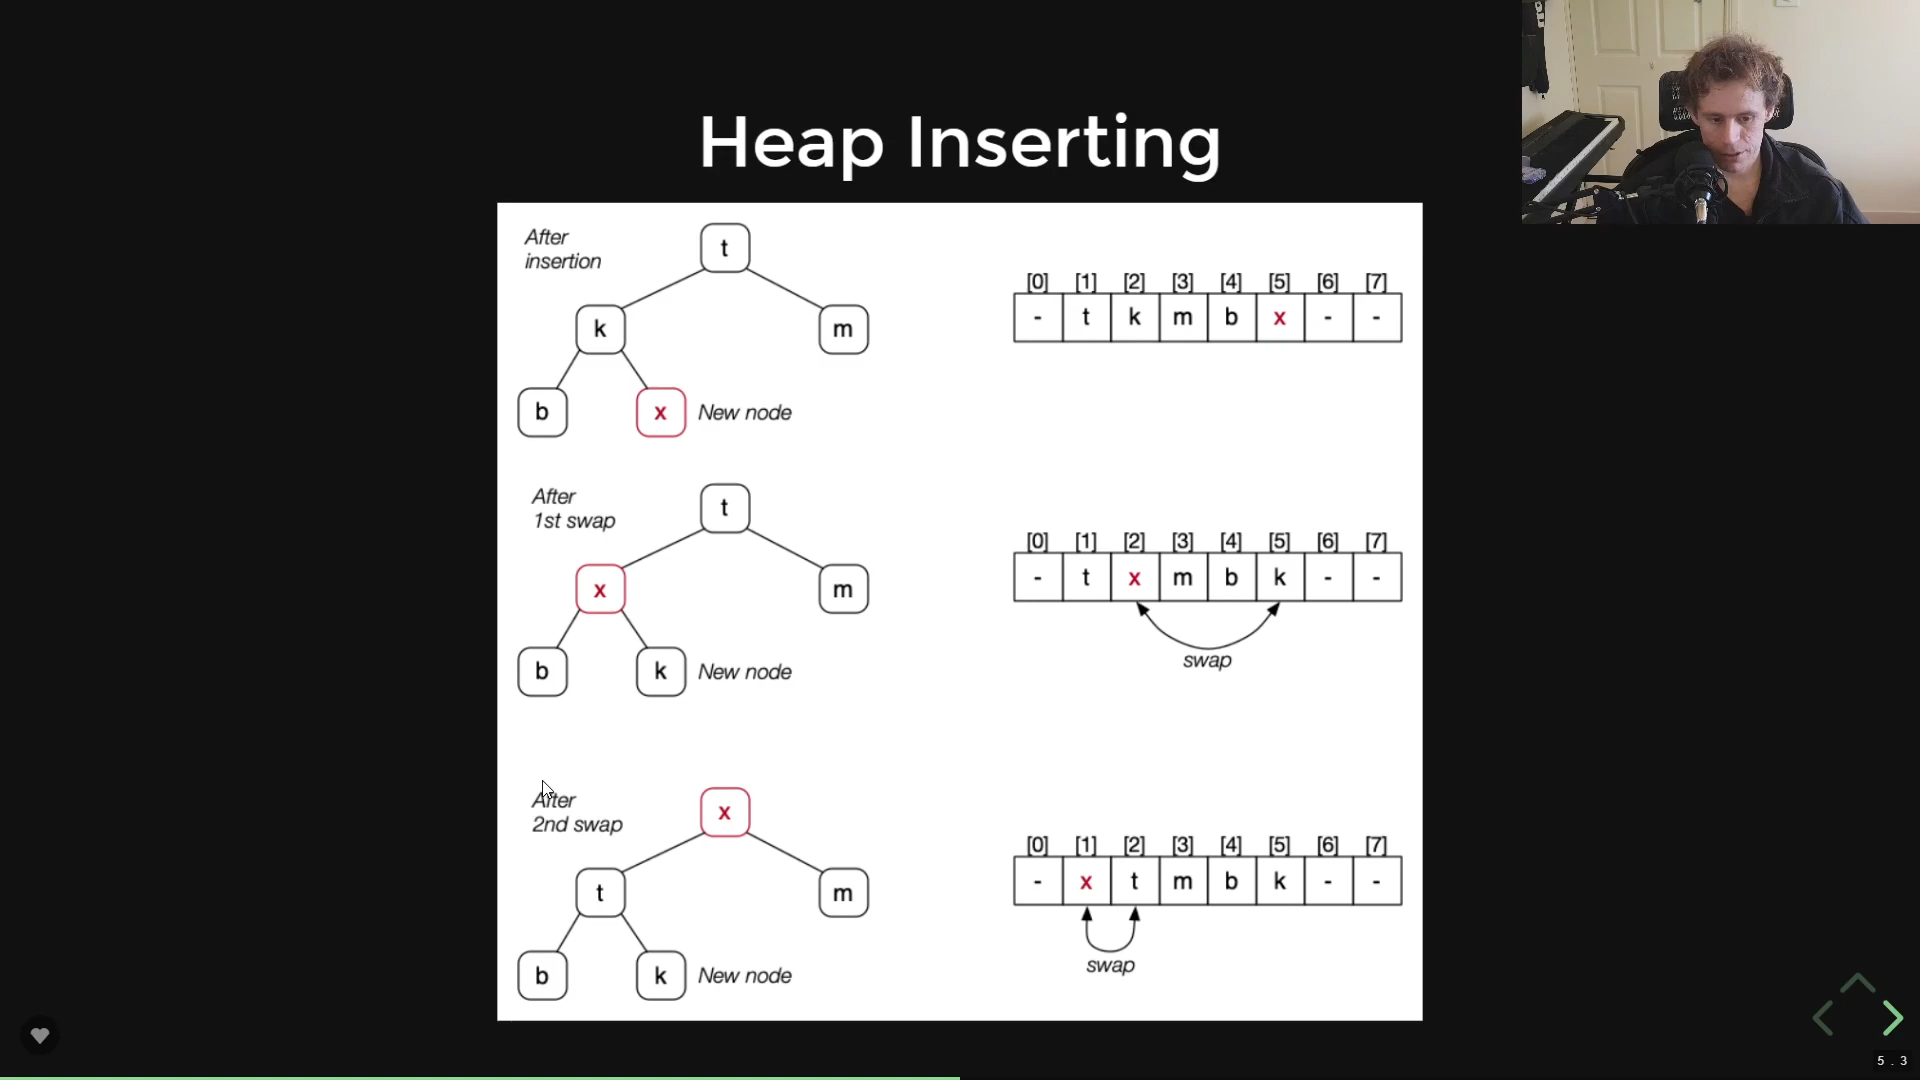 Heap Inserting
After
insertion
t
k
m
b
x
New node
[0] [1] [2] [3] [4] [5] [6] [7]
- t k m b x - -
After
1st swap
t
x
m
b
k
New node
[0] [1] [2] [3] [4] [5] [6] [7]
- t x m b k - -
swap
After
2nd swap
x
t
m
b
k
New node
[0] [1] [2] [3] [4] [5] [6] [7]
- x t m b k - -
swap
5 . 3